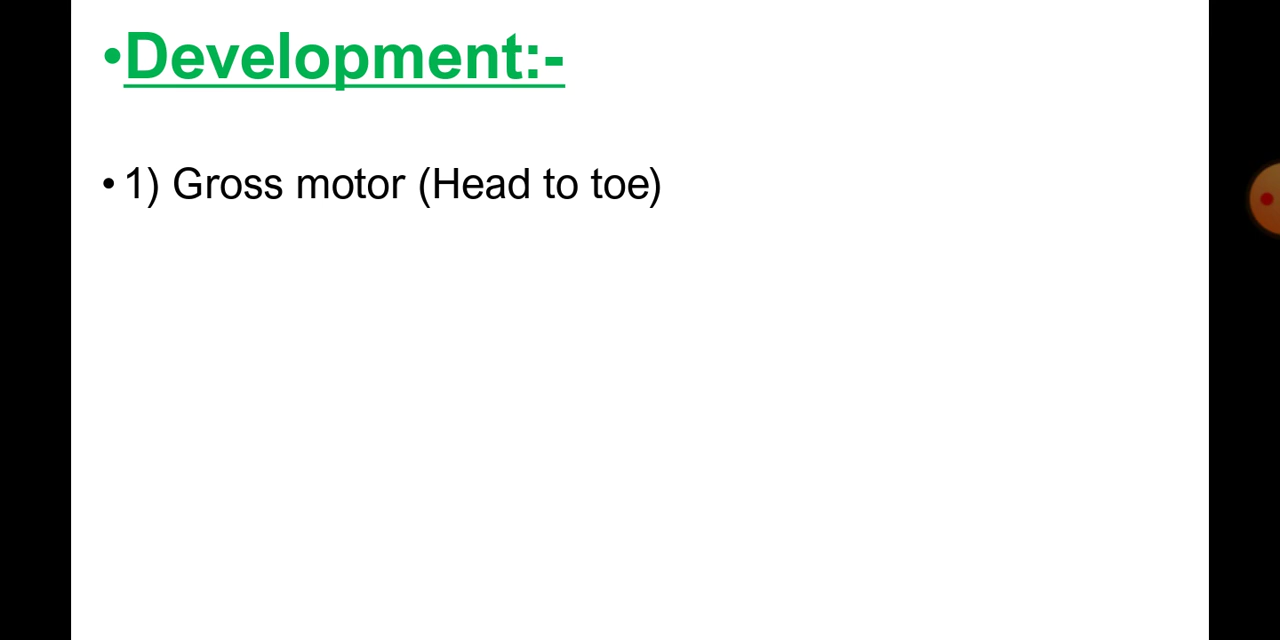 •Development:-
• 1) Gross motor (Head to toe)